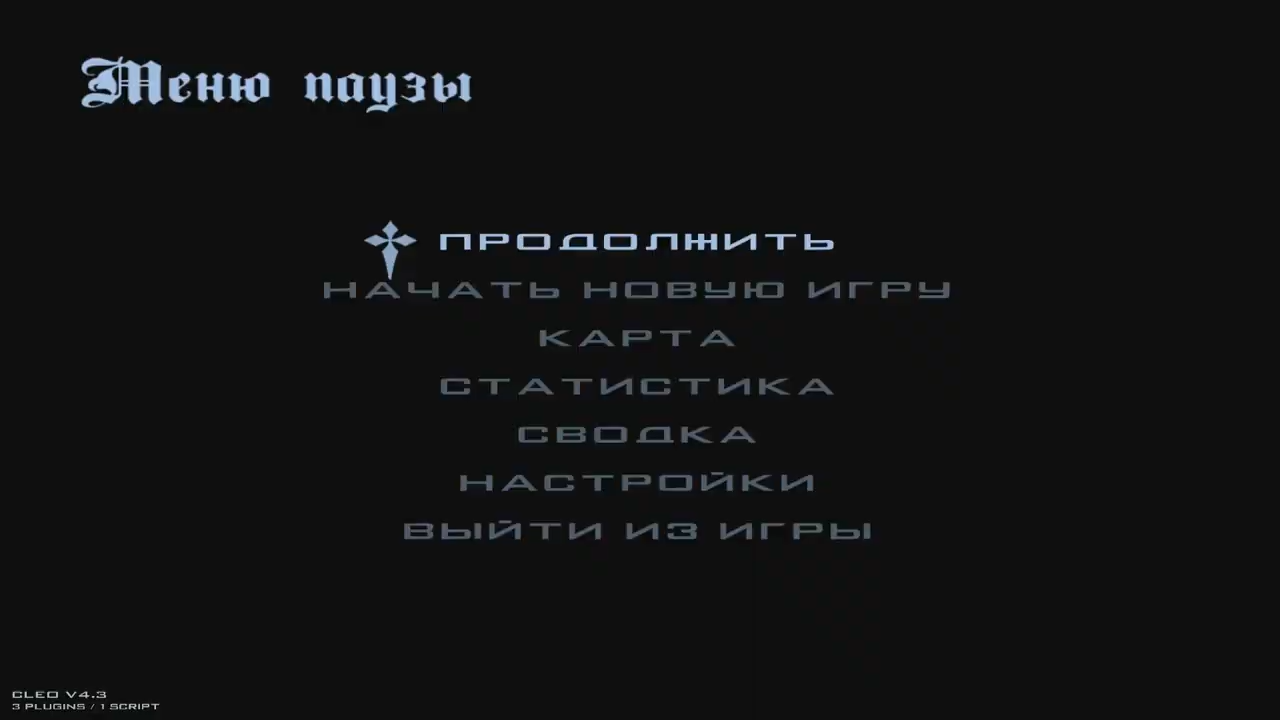 Меню паузы
ПРОДОЛЖИТЬ
НАЧАТЬ НОВУЮ ИГРУ
КАРТА
СТАТИСТИКА
СВОДКА
НАСТРОЙКИ
ВЫЙТИ ИЗ ИГРЫ
CLEO V4.3
3 PLUGINS / 1 SCRIPT